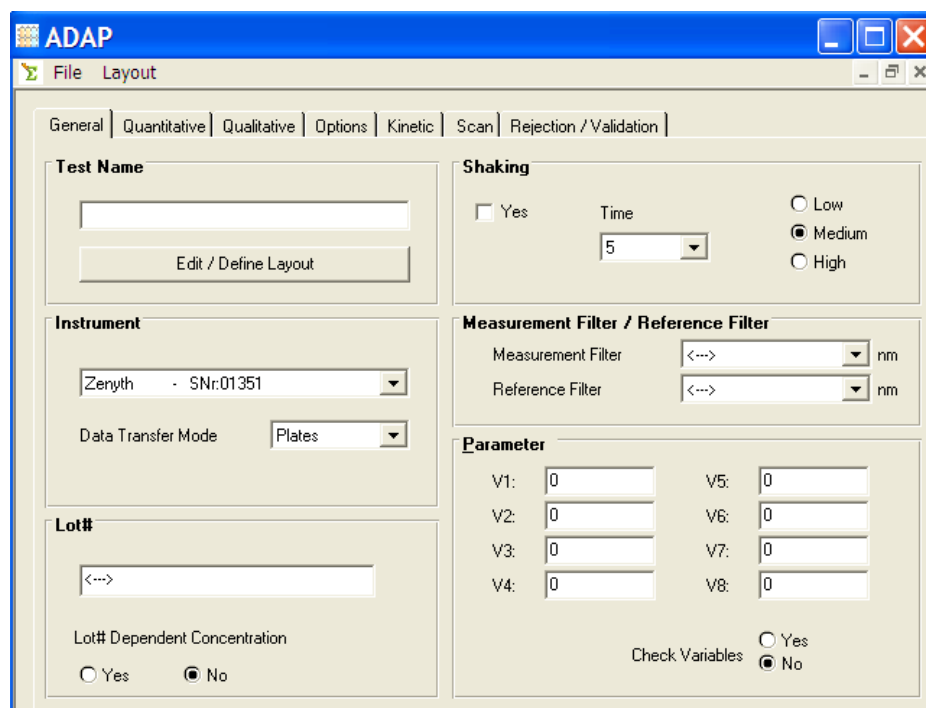 ADAP
File Layout
General Quantitative Qualitative Options Kinetic Scan Rejection / Validation
Test Name
Edit / Define Layout
Shaking
Yes
Time
5
Low
Medium
High
Instrument
Zenyth - SNr:01351
Data Transfer Mode Plates
Measurement Filter / Reference Filter
Measurement Filter <---> nm
Reference Filter <---> nm
Lot#
<--->
Lot# Dependent Concentration
Yes No
Parameter
V1: 0 V5: 0
V2: 0 V6: 0
V3: 0 V7: 0
V4: 0 V8: 0
Check Variables
Yes
No